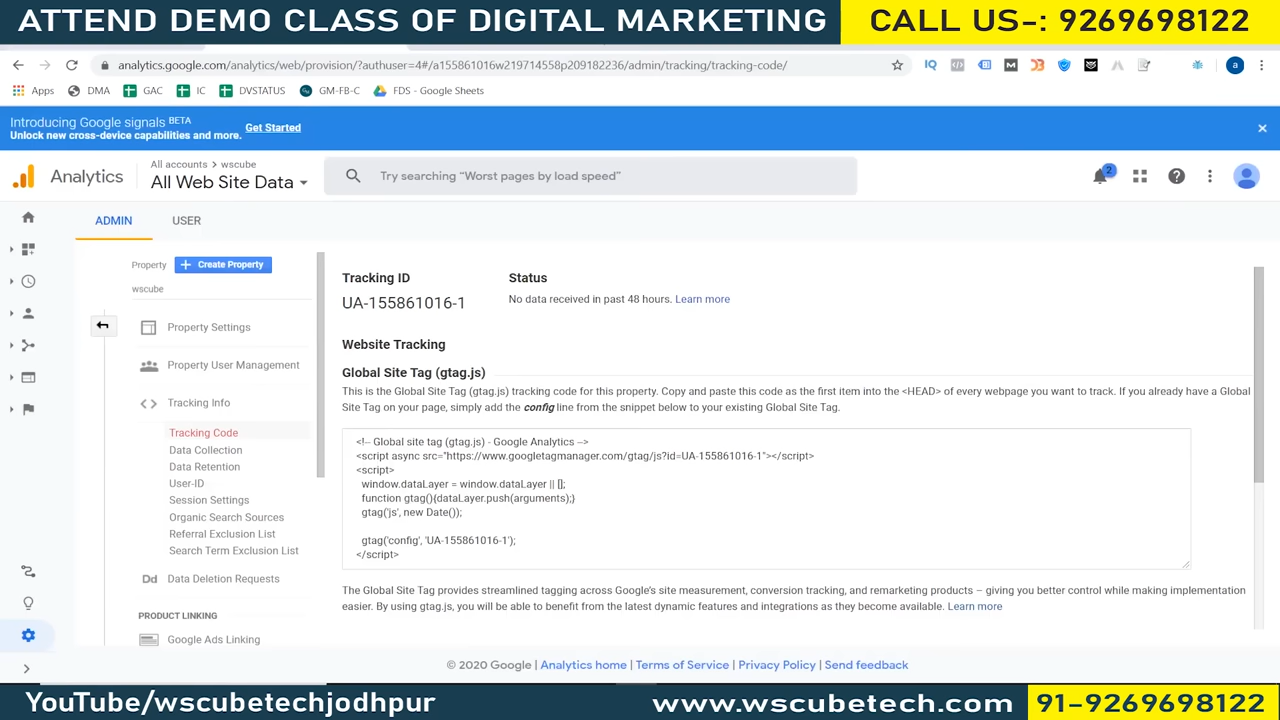 ATTEND DEMO CLASS OF DIGITAL MARKETING
CALL US-: 9269698122
analytics.google.com/analytics/web/provision/?authuser=4#/a155861016w219714558p209182236/admin/tracking/tracking-code/
Apps DMA GAC IC DVSTATUS GM-FB-C FDS - Google Sheets
Introducing Google signals BETA
Unlock new cross-device capabilities and more. Get Started
Analytics
All accounts > wscube
All Web Site Data
Try searching “Worst pages by load speed”
2
ADMIN USER
Property + Create Property
wscube
Property Settings
Property User Management
Tracking Info
Tracking Code
Data Collection
Data Retention
User-ID
Session Settings
Organic Search Sources
Referral Exclusion List
Search Term Exclusion List
Dd Data Deletion Requests
PRODUCT LINKING
Google Ads Linking
Tracking ID
UA-155861016-1
Status
No data received in past 48 hours. Learn more
Website Tracking
Global Site Tag (gtag.js)
This is the Global Site Tag (gtag.js) tracking code for this property. Copy and paste this code as the first item into the <HEAD> of every webpage you want to track. If you already have a Global
Site Tag on your page, simply add the config line from the snippet below to your existing Global Site Tag.
<!-- Global site tag (gtag.js) - Google Analytics -->
<script async src="https://www.googletagmanager.com/gtag/js?id=UA-155861016-1"></script>
<script>
window.dataLayer = window.dataLayer || [];
function gtag(){dataLayer.push(arguments);}
gtag('js', new Date());
gtag('config', 'UA-155861016-1');
</script>
The Global Site Tag provides streamlined tagging across Google’s site measurement, conversion tracking, and remarketing products – giving you better control while making implementation
easier. By using gtag.js, you will be able to benefit from the latest dynamic features and integrations as they become available. Learn more
© 2020 Google | Analytics home | Terms of Service | Privacy Policy | Send feedback
YouTube/wscubetechjodhpur
www.wscubetech.com
91-9269698122